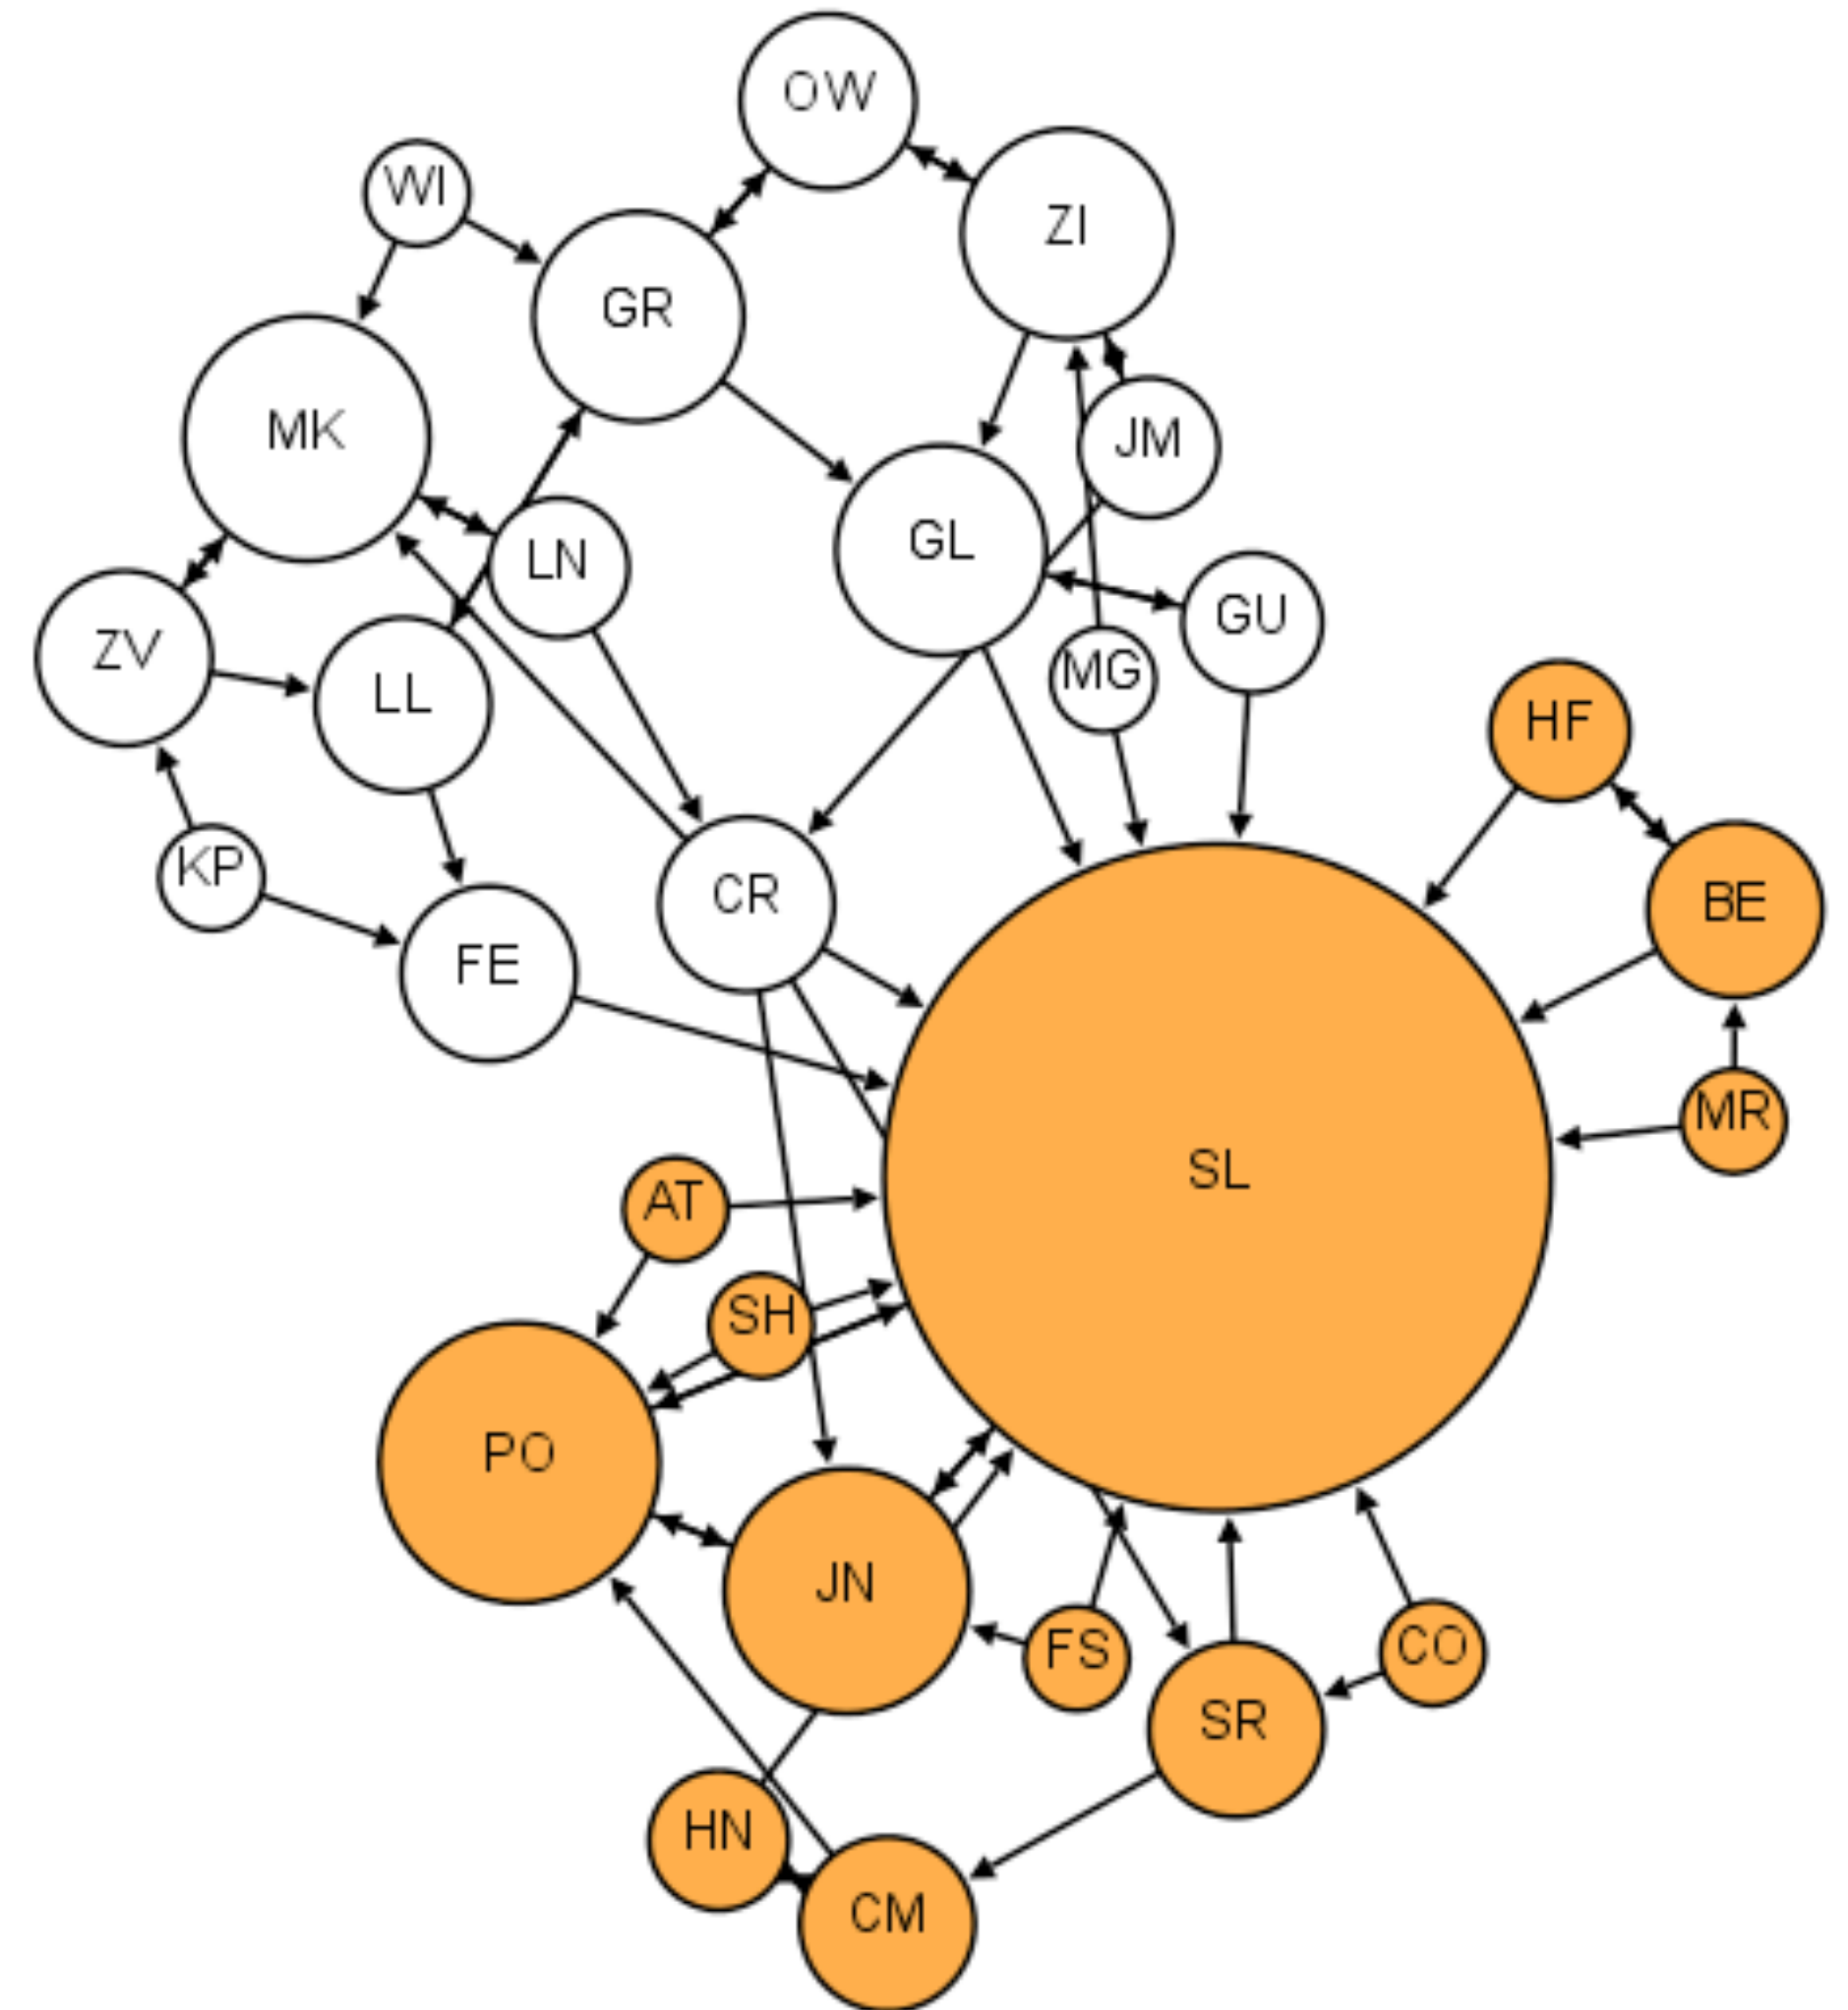 OW
WI
ZI
GR
MK
JM
GL
LN
GU
ZV
MG
LL
HF
KP
CR
BE
FE
MR
SL
AT
SH
PO
JN
FS
CO
SR
HN
CM